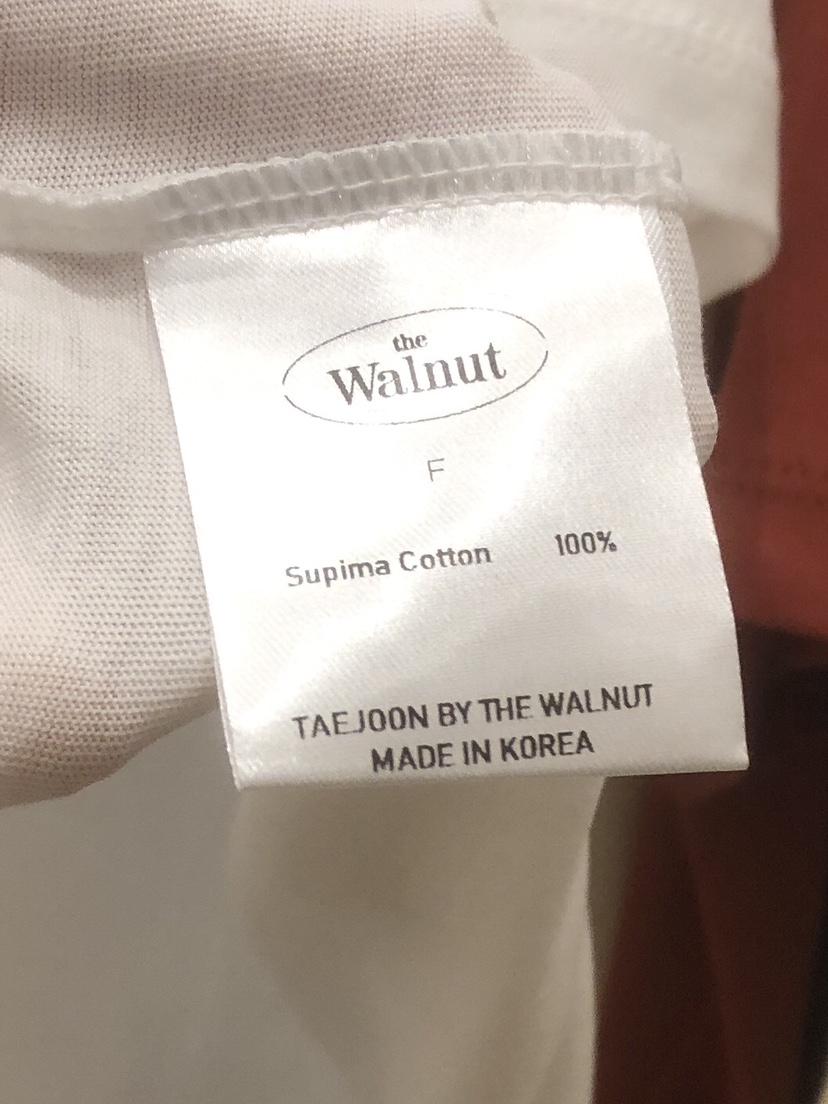 the
Walnut
F
Supima Cotton 100%
TAEJOON BY THE WALNUT
MADE IN KOREA